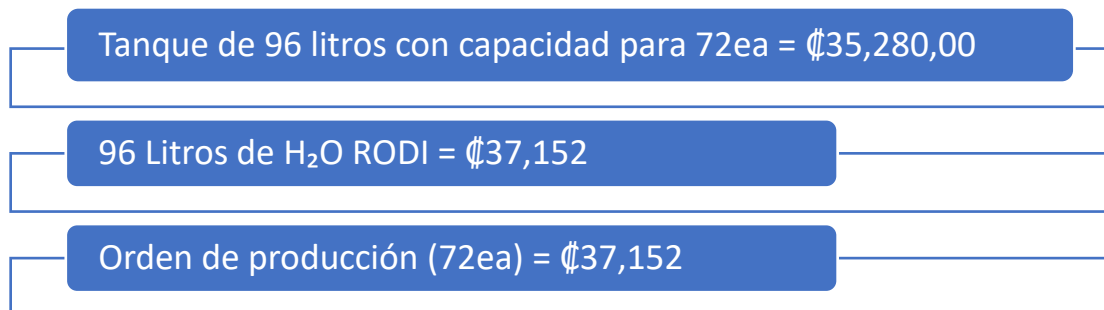 Tanque de 96 litros con capacidad para 72ea = ₡35,280,00
96 Litros de H₂O RODI = ₡37,152
Orden de producción (72ea) = ₡37,152